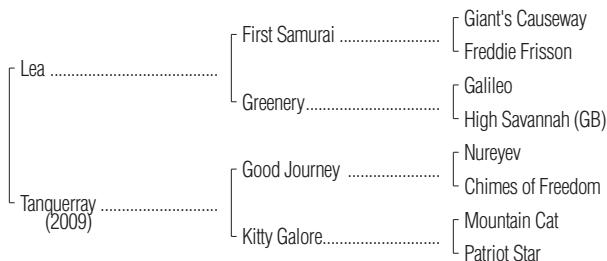 Giant's Causeway
First Samurai ......................
Freddie Frisson
Lea .....................................
Galileo
Greenery.............................
High Savannah (GB)
Nureyev
Good Journey ....................
Chimes of Freedom
Tanquerray ..........................
(2009)
Mountain Cat
Kitty Galore.........................
Patriot Star